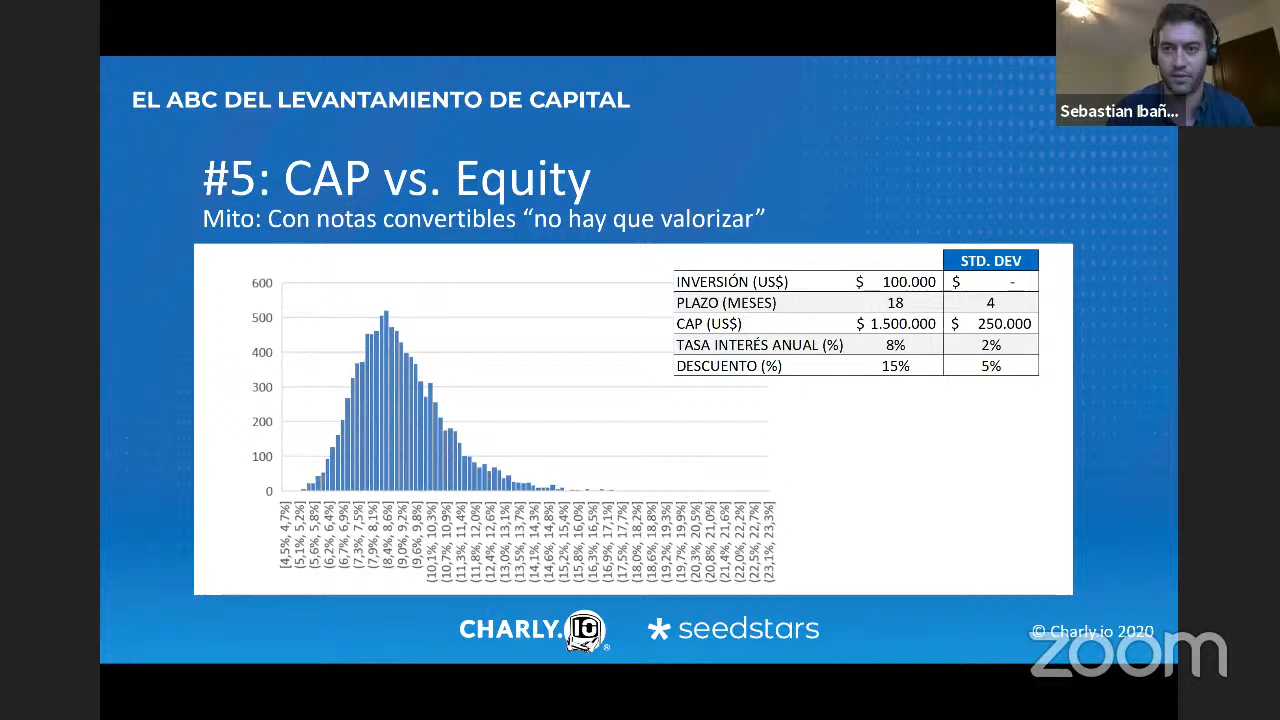 EL ABC DEL LEVANTAMIENTO DE CAPITAL
Sebastian Ibañ...
#5: CAP vs. Equity
Mito: Con notas convertibles “no hay que valorizar”
STD. DEV
INVERSIÓN (US$) $ 100.000 $ -
PLAZO (MESES) 18 4
CAP (US$) $ 1.500.000 $ 250.000
TASA INTERÉS ANUAL (%) 8% 2%
DESCUENTO (%) 15% 5%
600
500
400
300
200
100
0
[4,5%, 4,7%]
(5,1%, 5,2%]
(5,6%, 5,8%]
(6,2%, 6,4%]
(6,7%, 6,9%]
(7,3%, 7,5%]
(7,9%, 8,1%]
(8,4%, 8,6%]
(9,0%, 9,2%]
(9,6%, 9,8%]
(10,1%, 10,3%]
(10,7%, 10,9%]
(11,3%, 11,4%]
(11,8%, 12,0%]
(12,4%, 12,6%]
(13,0%, 13,1%]
(13,5%, 13,7%]
(14,1%, 14,3%]
(14,6%, 14,8%]
(15,2%, 15,4%]
(15,8%, 16,0%]
(16,3%, 16,5%]
(16,9%, 17,1%]
(17,5%, 17,7%]
(18,0%, 18,2%]
(18,6%, 18,8%]
(19,2%, 19,3%]
(19,7%, 19,9%]
(20,3%, 20,5%]
(20,8%, 21,0%]
(21,4%, 21,6%]
(22,0%, 22,2%]
(22,5%, 22,7%]
(23,1%, 23,3%]
CHARLY.IO ®
seedstars
© Charly.io 2020
zoom